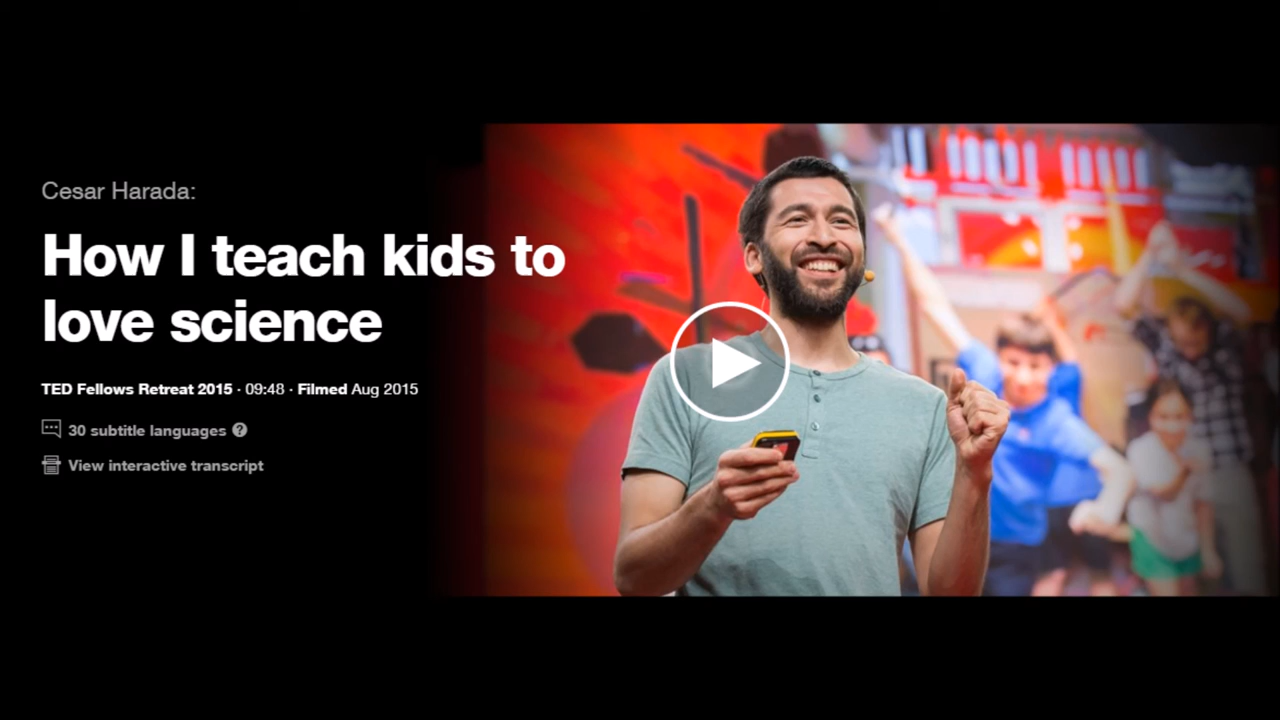 Cesar Harada:
How I teach kids to
love science
TED Fellows Retreat 2015 · 09:48 · Filmed Aug 2015
30 subtitle languages ?
View interactive transcript